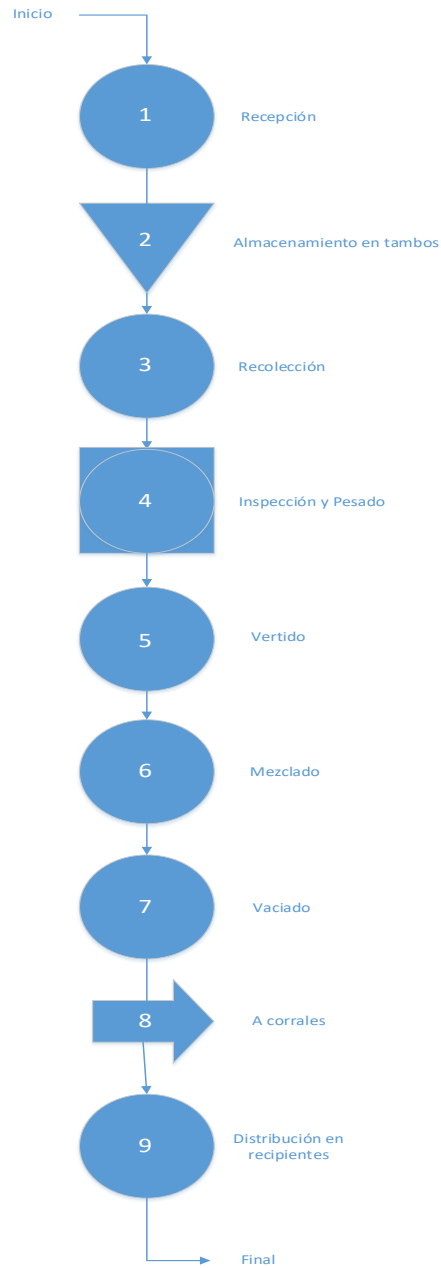 Inicio
1
Recepción
2
Almacenamiento en tambos
3
Recolección
4
Inspección y Pesado
5
Vertido
6
Mezclado
7
Vaciado
8
A corrales
9
Distribución en
recipientes
Final